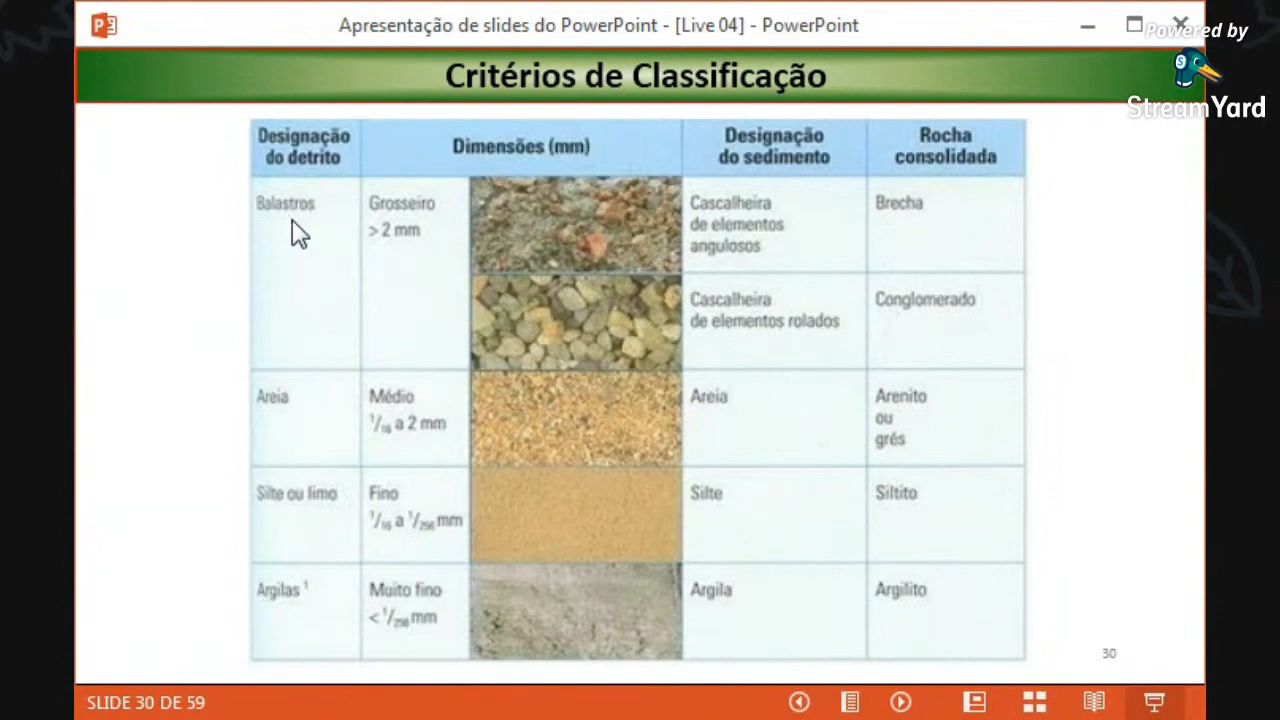 Apresentação de slides do PowerPoint - [Live 04] - PowerPoint
Powered by
StreamYard
Critérios de Classificação
Designação do detrito
Dimensões (mm)
Designação do sedimento
Rocha consolidada
Balastros
Grosseiro
> 2 mm
Cascalheira
de elementos
angulosos
Brecha
Cascalheira
de elementos rolados
Conglomerado
Areia
Médio
1/16 a 2 mm
Areia
Arenito
ou
grés
Silte ou limo
Fino
1/16 a 1/256 mm
Silte
Siltito
Argilas 1
Muito fino
< 1/256 mm
Argila
Argilito
30
SLIDE 30 DE 59